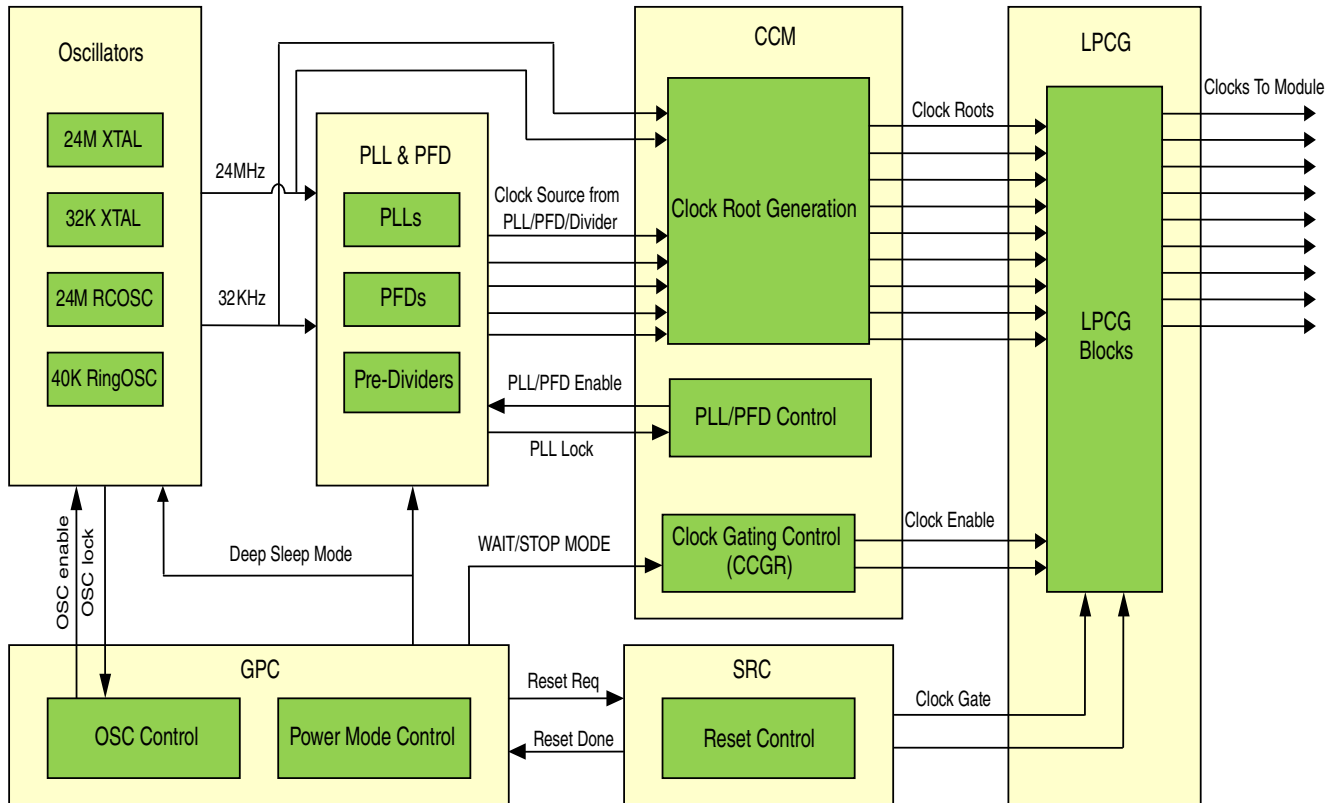 Oscillators
24M XTAL
32K XTAL
24M RCOSC
40K RingOSC
24MHz
32KHz
PLL & PFD
PLLs
PFDs
Pre-Dividers
Clock Source from
PLL/PFD/Divider
PLL/PFD Enable
PLL Lock
CCM
Clock Root Generation
PLL/PFD Control
Clock Gating Control
(CCGR)
Clock Roots
Clock Enable
LPCG
LPCG
Blocks
Clocks To Module
OSC enable
OSC lock
Deep Sleep Mode
WAIT/STOP MODE
GPC
OSC Control
Power Mode Control
Reset Req
Reset Done
SRC
Reset Control
Clock Gate